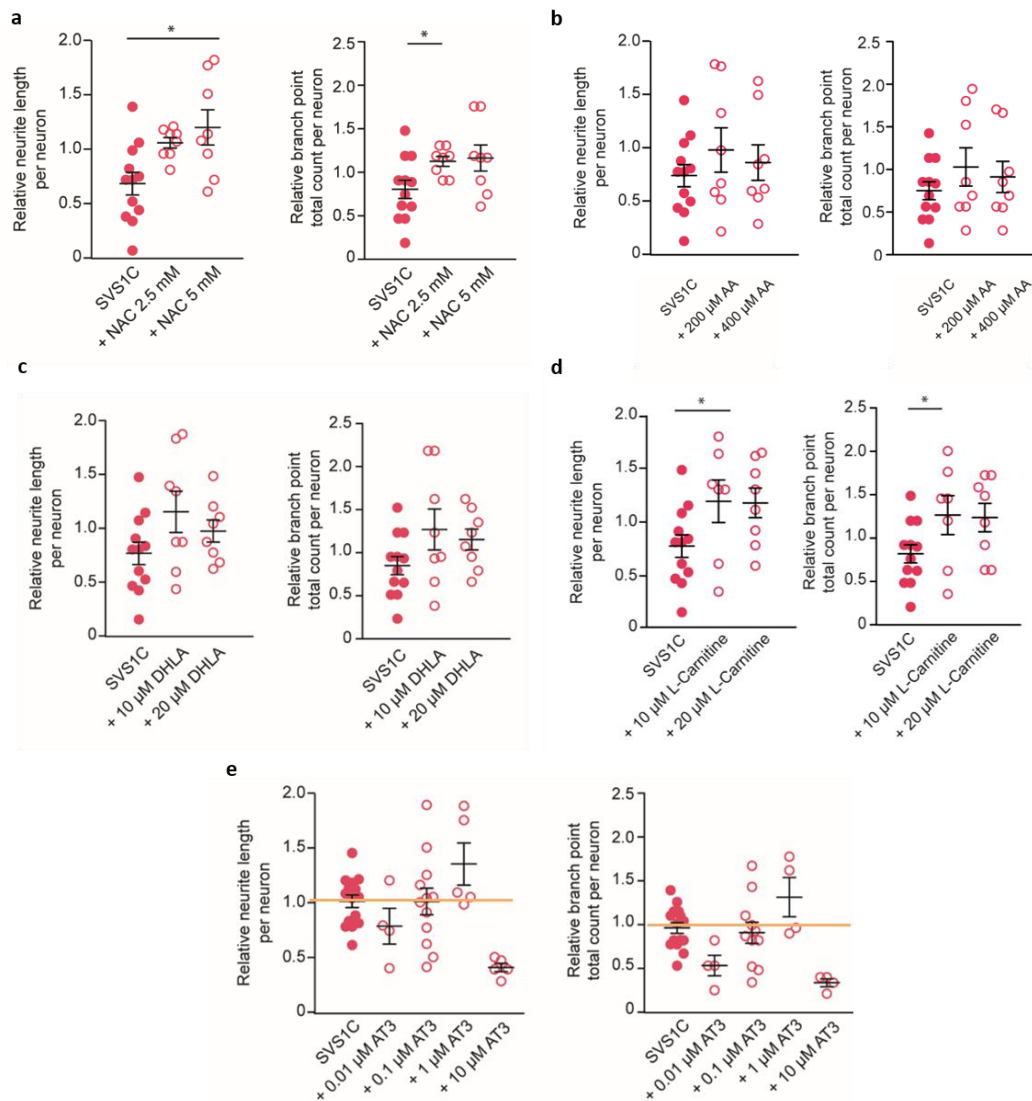 a
Relative neurite length
per neuron
2.0
1.5
1.0
0.5
0
*
SVS1C
+ NAC 2.5 mM
+ NAC 5 mM
Relative branch point
total count per neuron
2.5
2.0
1.5
1.0
0.5
0
*
SVS1C
+ NAC 2.5 mM
+ NAC 5 mM
b
Relative neurite length
per neuron
2.0
1.5
1.0
0.5
0
SVS1C
+ 200 µM AA
+ 400 µM AA
Relative branch point
total count per neuron
2.5
2.0
1.5
1.0
0.5
0
SVS1C
+ 200 µM AA
+ 400 µM AA
c
Relative neurite length
per neuron
2.0
1.5
1.0
0.5
0
SVS1C
+ 10 µM DHLA
+ 20 µM DHLA
Relative branch point
total count per neuron
2.5
2.0
1.5
1.0
0.5
0
SVS1C
+ 10 µM DHLA
+ 20 µM DHLA
d
Relative neurite length
per neuron
2.0
1.5
1.0
0.5
0
*
SVS1C
+ 10 µM L-Carnitine
+ 20 µM L-Carnitine
Relative branch point
total count per neuron
2.5
2.0
1.5
1.0
0.5
0
*
SVS1C
+ 10 µM L-Carnitine
+ 20 µM L-Carnitine
e
Relative neurite length
per neuron
2.0
1.5
1.0
0.5
0
SVS1C
+ 0.01 µM AT3
+ 0.1 µM AT3
+ 1 µM AT3
+ 10 µM AT3
Relative branch point
total count per neuron
2.5
2.0
1.5
1.0
0.5
0
SVS1C
+ 0.01 µM AT3
+ 0.1 µM AT3
+ 1 µM AT3
+ 10 µM AT3